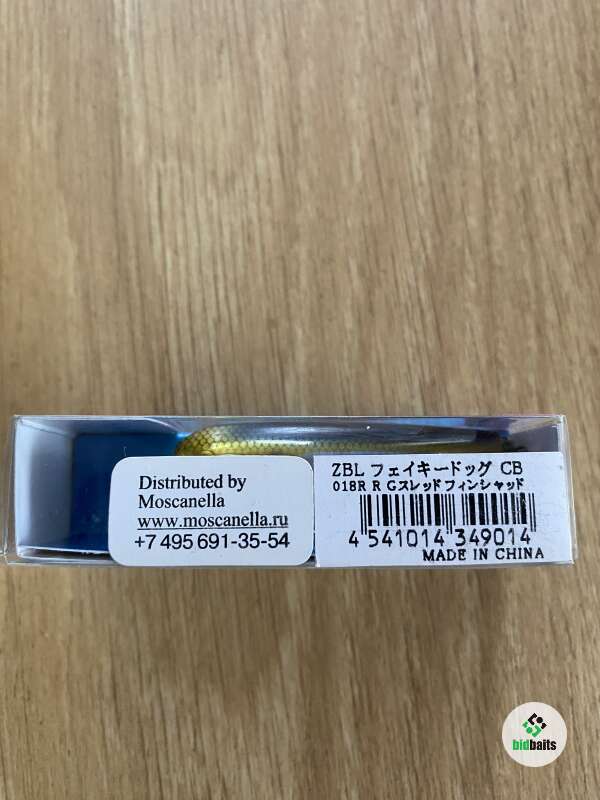 Distributed by
Moscanella
www.moscanella.ru
+7 495 691-35-54
ZBL フェイキードッグ CB
018R R Gスレッドフィンシャッド
4 541014 349014
MADE IN CHINA
bidbaits